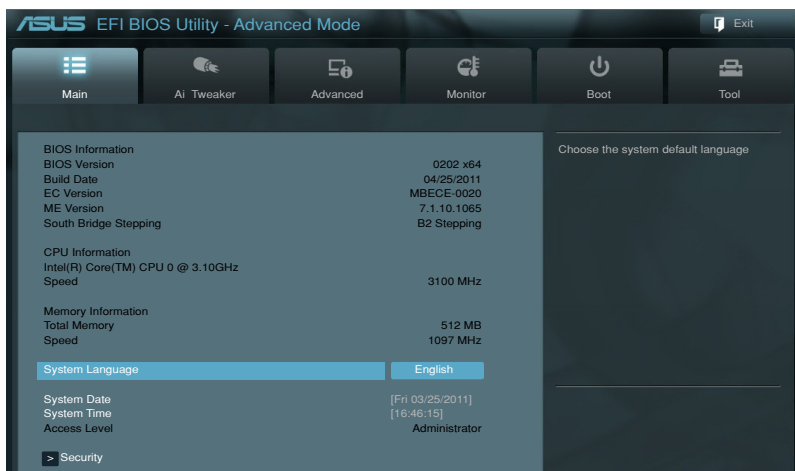 ASUS EFI BIOS Utility - Advanced Mode Exit
Main Ai Tweaker Advanced Monitor Boot Tool
BIOS Information
BIOS Version 0202 x64
Build Date 04/25/2011
EC Version MBECE-0020
ME Version 7.1.10.1065
South Bridge Stepping B2 Stepping
CPU Information
Intel(R) Core(TM) CPU 0 @ 3.10GHz
Speed 3100 MHz
Memory Information
Total Memory 512 MB
Speed 1097 MHz
System Language English
System Date [Fri 03/25/2011]
System Time [16:46:15]
Access Level Administrator
> Security
Choose the system default language